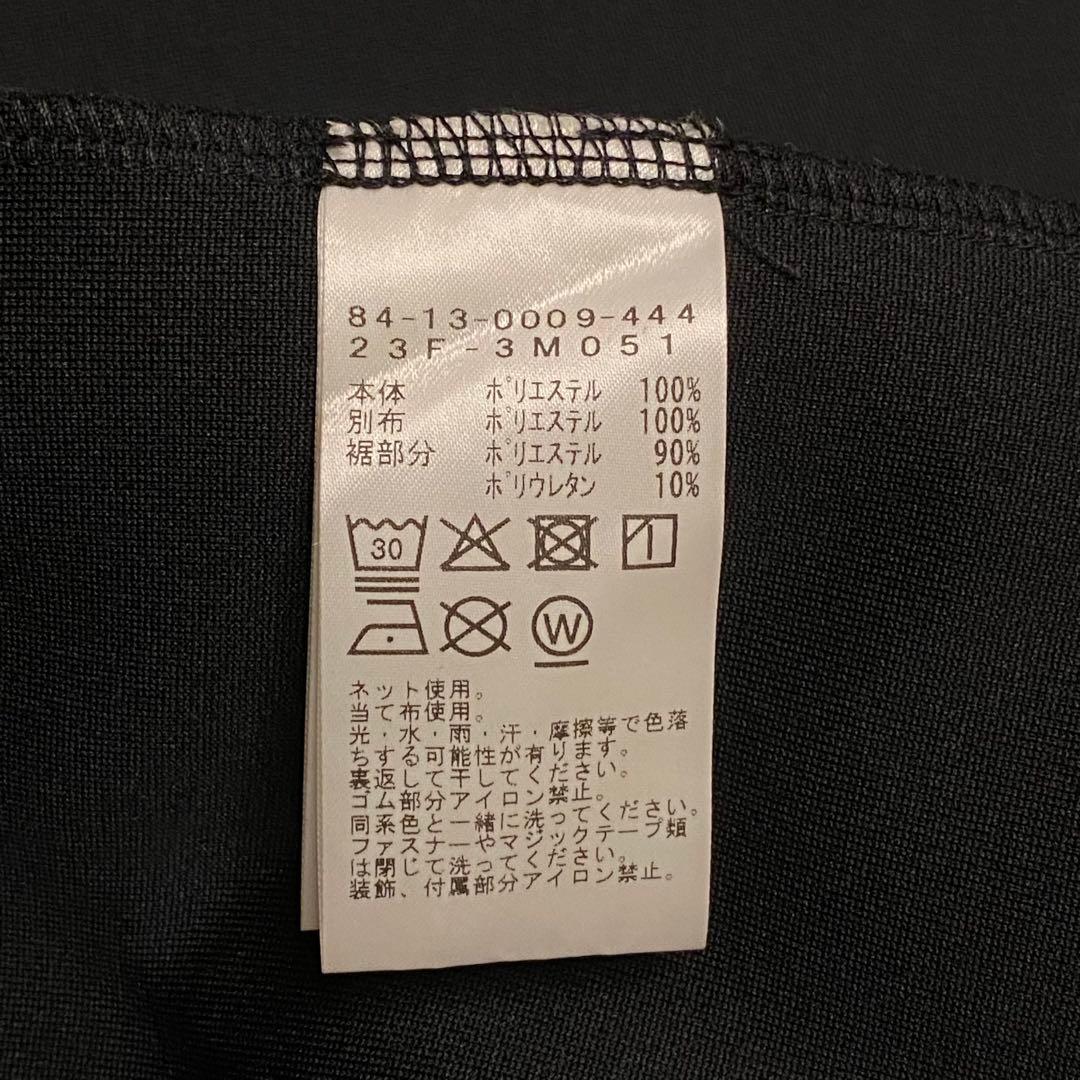 84-13-0009-444
23F-3M051
本体 ポリエステル 100%
別布 ポリエステル 100%
裾部分 ポリエステル 90%
ポリウレタン 10%
30
W
ネット使用。
当て布使用。
光・水・雨・汗・摩擦等で色落
ちする可能性が有ります。
裏返して干してください。
ゴム部分アイロン禁止。
同系色と一緒に洗ってください。
ファスナーやマジックテープ類
は閉じて洗ってください。
装飾、付属部分アイロン禁止。